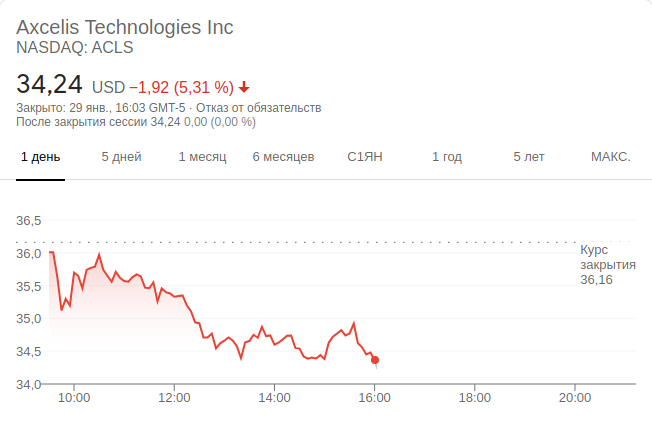 Axcelis Technologies Inc
NASDAQ: ACLS
34,24 USD −1,92 (5,31 %)
Закрыто: 29 янв., 16:03 GMT-5 · Отказ от обязательств
После закрытия сессии 34,24 0,00 (0,00 %)
1 день 5 дней 1 месяц 6 месяцев С1ЯН 1 год 5 лет МАКС.
36,5
36,0
35,5
35,0
34,5
34,0
Курс
закрытия
36,16
10:00 12:00 14:00 16:00 18:00 20:00